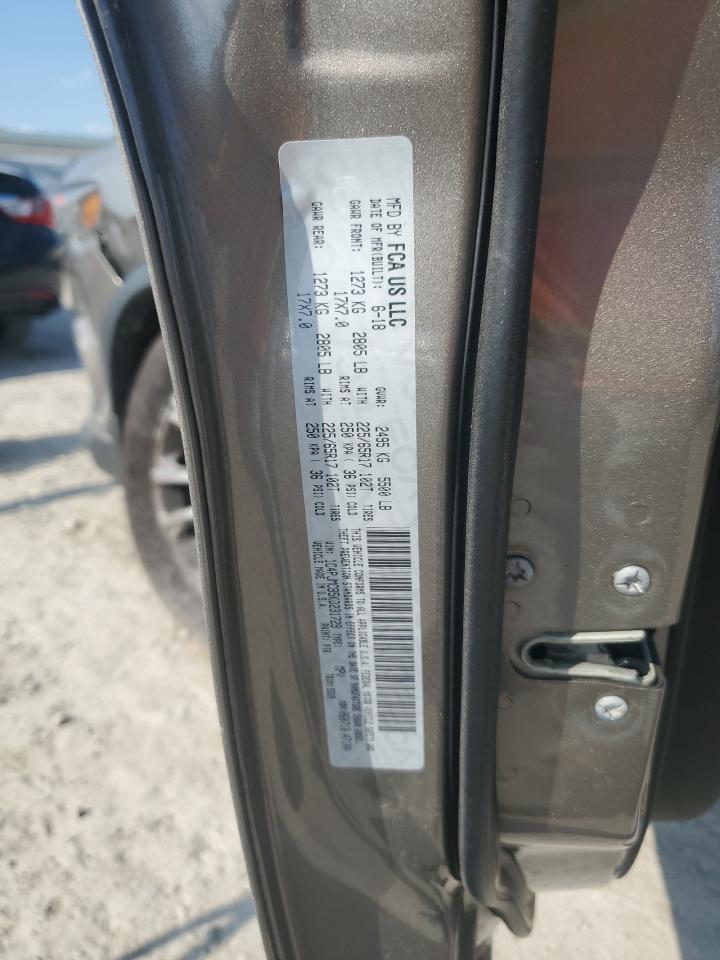 MFD BY FCA US LLC
DATE OF MFR(BUILT): 6-18 GVWR: 2495 KG 5500 LB
GAWR FRONT: 1273 KG 2805 LB WITH 225/65R17 102T TIRES
17X7.0 RIMS AT 250 KPA ( 36 PSI) COLD
GAWR REAR: 1273 KG 2805 LB WITH 225/65R17 102T TIRES
17X7.0 RIMS AT 250 KPA ( 36 PSI) COLD
THIS VEHICLE CONFORMS TO ALL APPLICABLE U.S.A. FEDERAL MOTOR VEHICLE SAFETY AND
THEFT PREVENTION STANDARDS IN EFFECT ON THE DATE OF MANUFACTURE SHOWN ABOVE.
VIN: TYPE: MPV
VEHICLE MADE IN U.S.A. PAINT: TRIM: